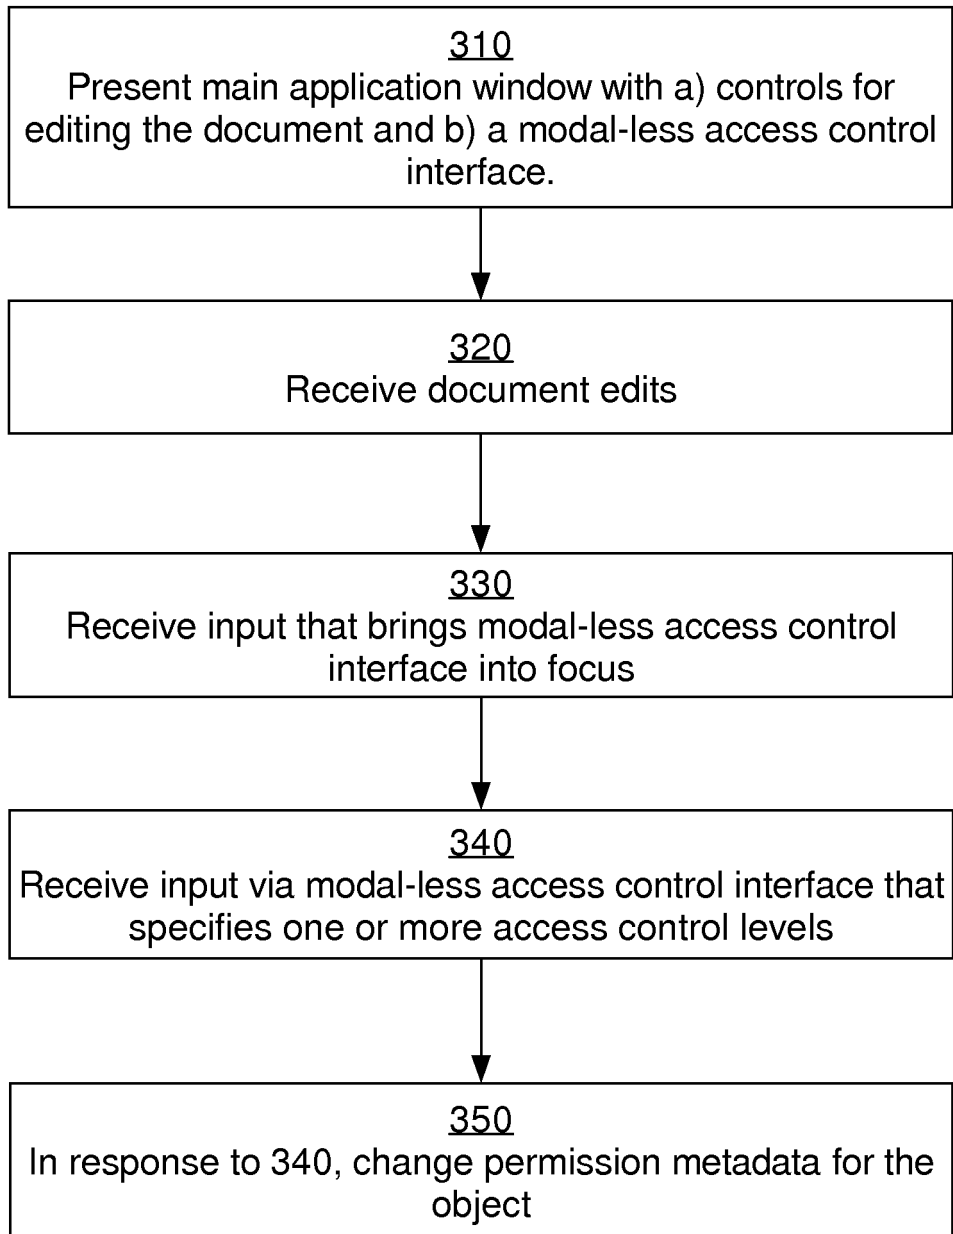 310
Present main application window with a) controls for
editing the document and b) a modal-less access control
interface.
320
Receive document edits
330
Receive input that brings modal-less access control
interface into focus
340
Receive input via modal-less access control interface that
specifies one or more access control levels
350
In response to 340, change permission metadata for the
object